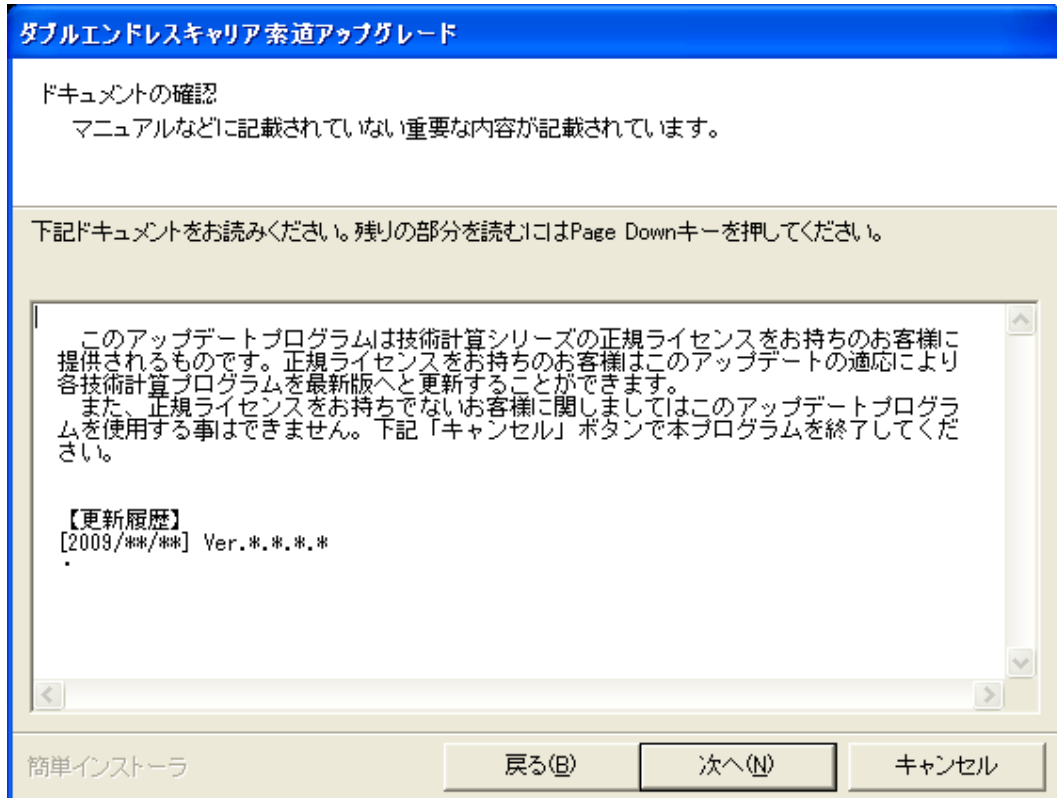 ダブルエンドレスキャリア索道アップグレード
ドキュメントの確認
マニュアルなどに記載されていない重要な内容が記載されています。
下記ドキュメントをお読みください。残りの部分を読むにはPage Downキーを押してください。
このアップデートプログラムは技術計算シリーズの正規ライセンスをお持ちのお客様に
提供されるものです。正規ライセンスをお持ちのお客様はこのアップデートの適応により
各技術計算プログラムを最新版へと更新することができます。
また、正規ライセンスをお持ちでないお客様に関しましてはこのアップデートプログラ
ムを使用する事はできません。下記「キャンセル」ボタンで本プログラムを終了してくだ
さい。
【更新履歴】
[2009/**/**] Ver.*.*.*.*
・
簡単インストーラ
戻る(B)
次へ(N)
キャンセル